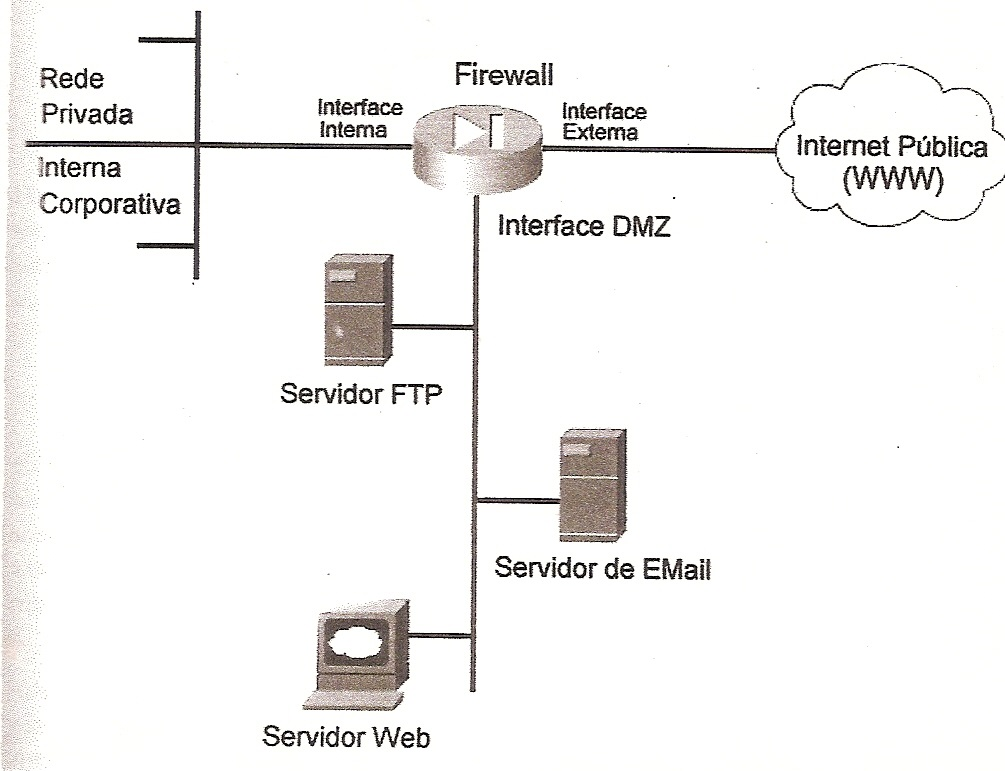 Firewall
Rede
Privada
Interface
Interna
Interface
Externa
Internet Pública
(WWW)
Interna
Corporativa
Interface DMZ
Servidor FTP
Servidor de EMail
Servidor Web